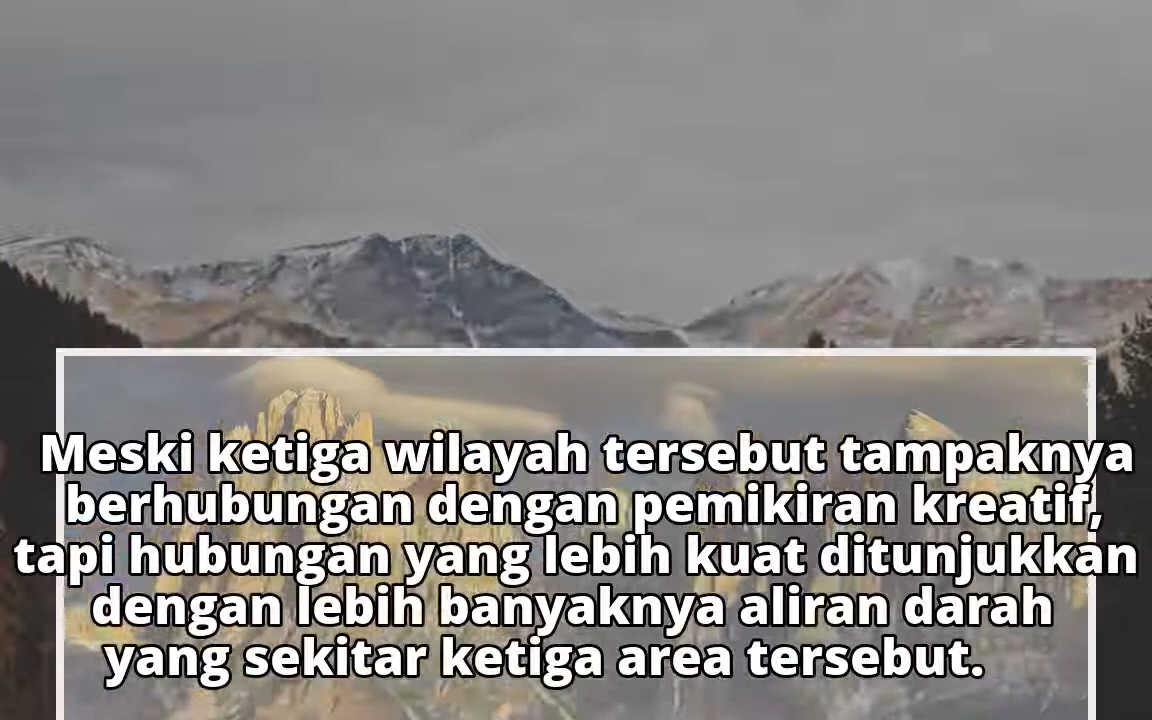 Meski ketiga wilayah tersebut tampaknya
berhubungan dengan pemikiran kreatif,
tapi hubungan yang lebih kuat ditunjukkan
dengan lebih banyaknya aliran darah
yang sekitar ketiga area tersebut.